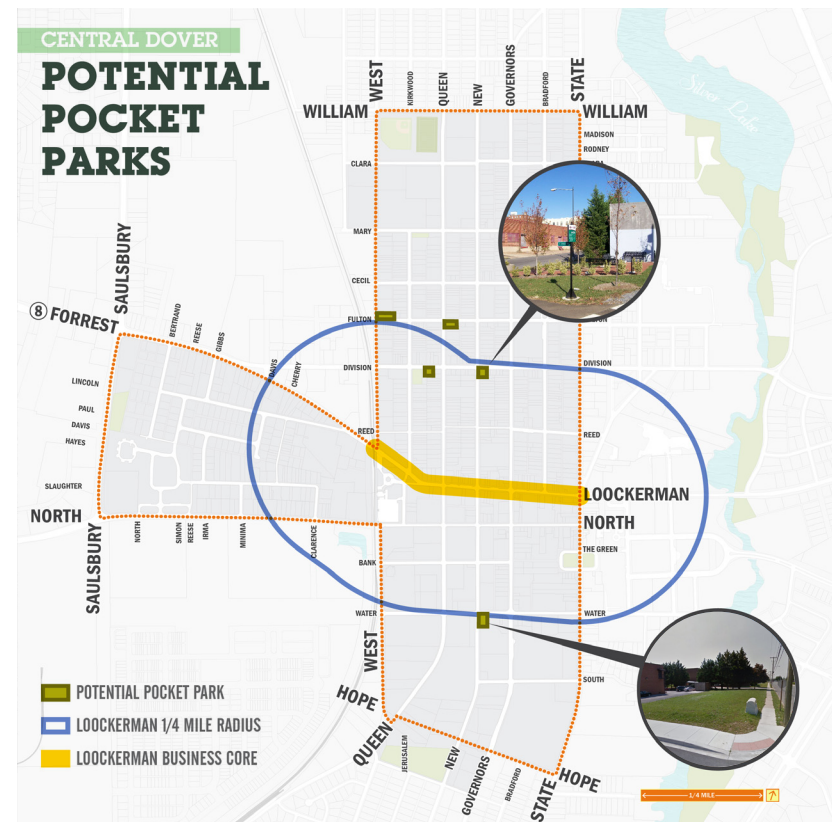 CENTRAL DOVER
POTENTIAL
POCKET
PARKS
WEST
KIRKWOOD
QUEEN
NEW
GOVERNORS
BRADFORD
STATE
WILLIAM
WILLIAM
MADISON
RODNEY
Silver Lake
CLARA
MARY
CECIL
FULTON
DIVISION
DIVISION
REED
REED
SAULSBURY
8 FORREST
BERTRAND
REESE
GIBBS
DAVIS
CHERRY
LINCOLN
PAUL
DAVIS
HAYES
SLAUGHTER
NORTH
SAULSBURY
NORTH
SIMON
REESE
IRMA
MINIMA
CLARENCE
LOOCKERMAN
NORTH
THE GREEN
BANK
WATER
WATER
WEST
SOUTH
HOPE
QUEEN
JERUSALEM
NEW
GOVERNORS
BRADFORD
STATE
HOPE
POTENTIAL POCKET PARK
LOOCKERMAN 1/4 MILE RADIUS
LOOCKERMAN BUSINESS CORE
1/4 MILE